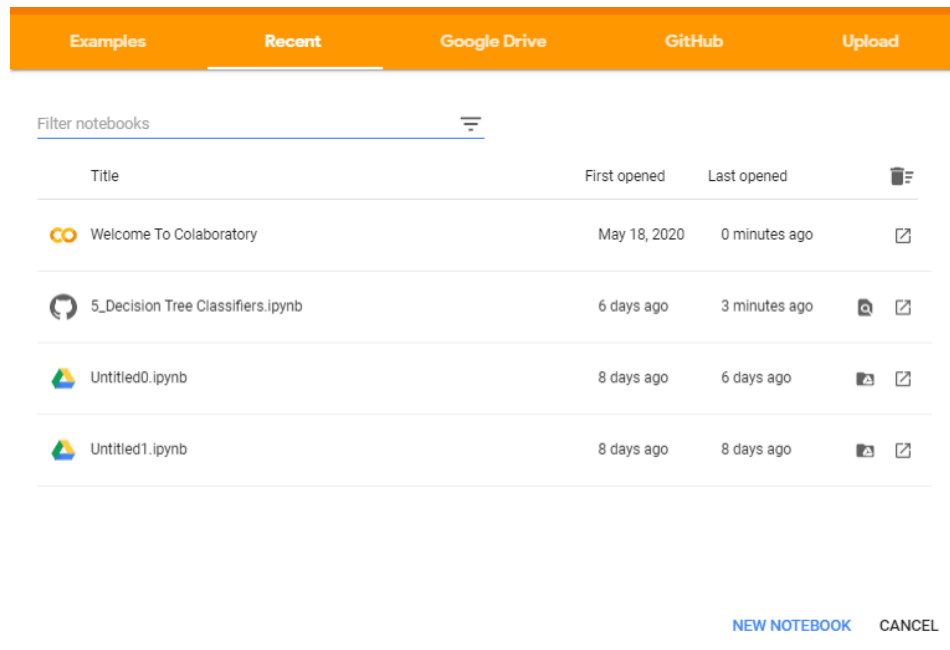 Examples Recent Google Drive GitHub Upload
Filter notebooks
Title First opened Last opened
Welcome To Colaboratory May 18, 2020 0 minutes ago
5_Decision Tree Classifiers.ipynb 6 days ago 3 minutes ago
Untitled0.ipynb 8 days ago 6 days ago
Untitled1.ipynb 8 days ago 8 days ago
NEW NOTEBOOK CANCEL